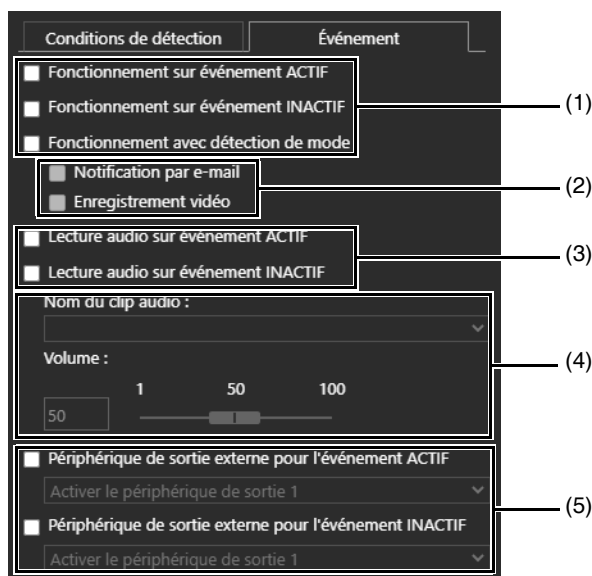 Conditions de détection Événement
Fonctionnement sur événement ACTIF
(1)
Fonctionnement sur événement INACTIF
Fonctionnement avec détection de mode
Notification par e-mail
(2)
Enregistrement vidéo
Lecture audio sur événement ACTIF
(3)
Lecture audio sur événement INACTIF
Nom du clip audio :
(4)
Volume :
1 50 100
50
Périphérique de sortie externe pour l'événement ACTIF
Activer le périphérique de sortie 1
(5)
Périphérique de sortie externe pour l'événement INACTIF
Activer le périphérique de sortie 1